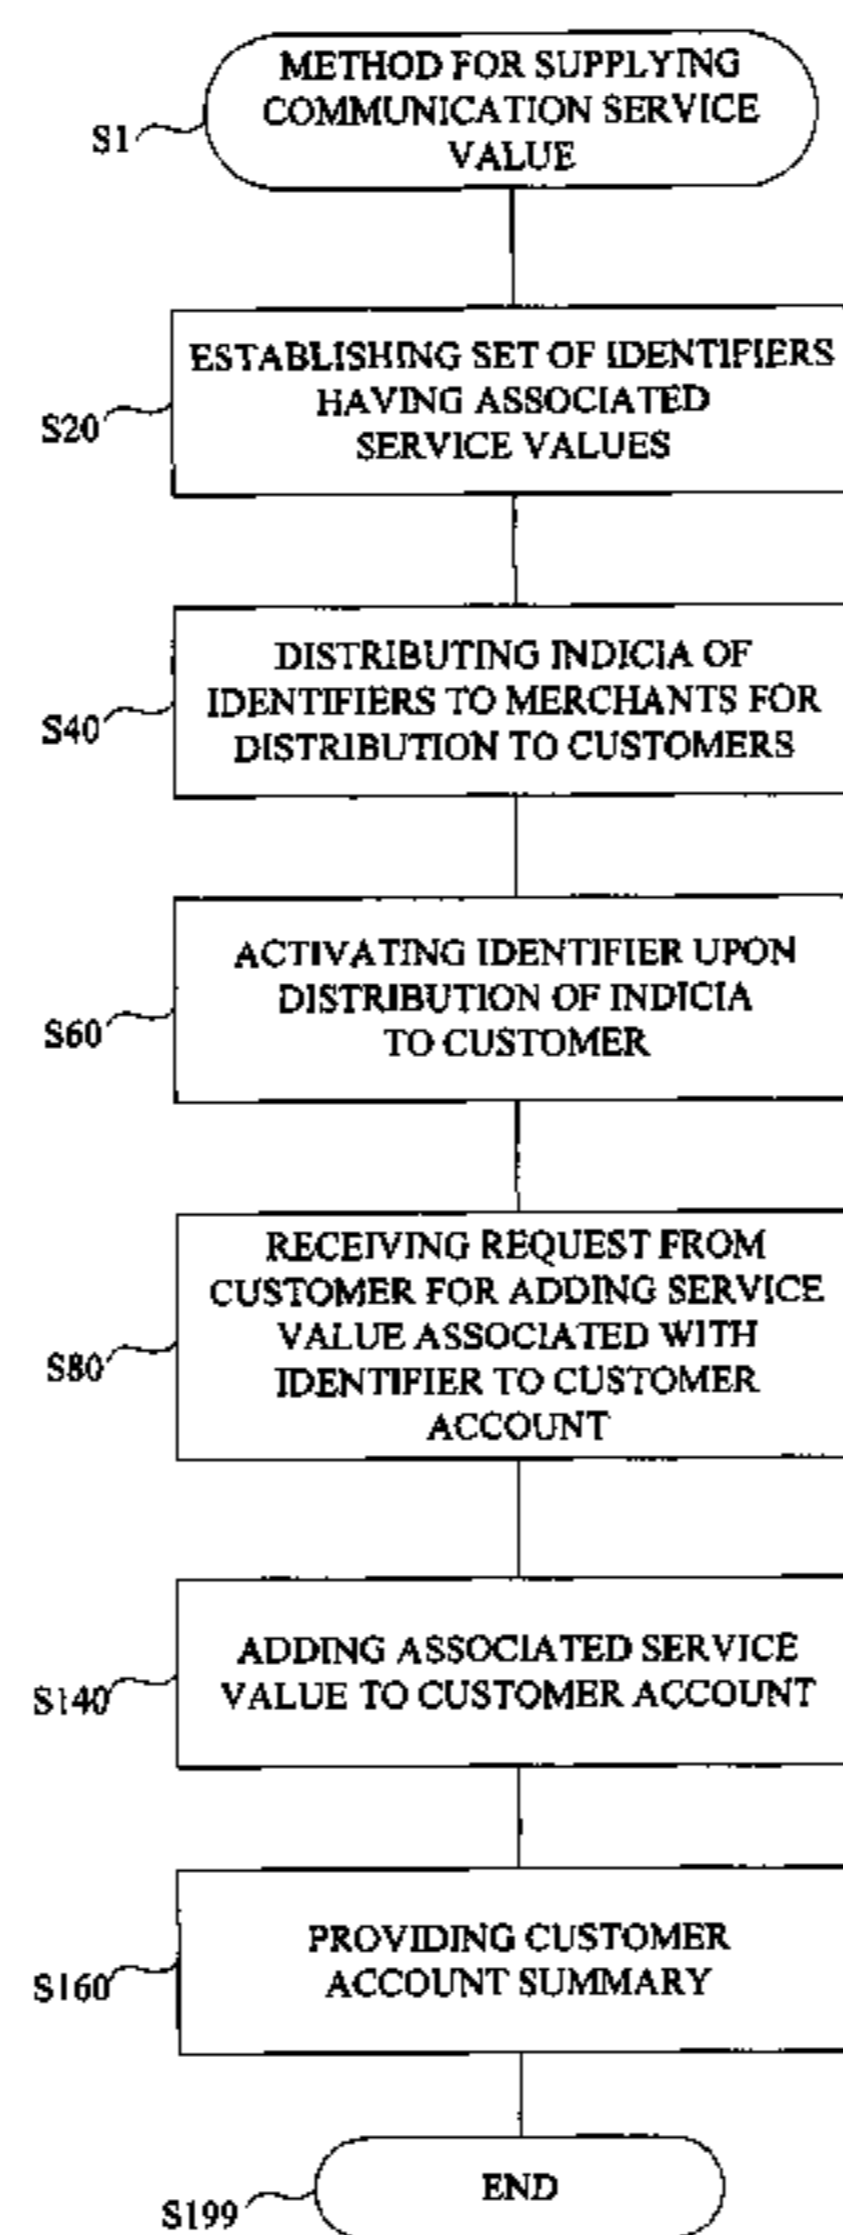 METHOD FOR SUPPLYING
COMMUNICATION SERVICE
VALUE
S1
ESTABLISHING SET OF IDENTIFIERS
HAVING ASSOCIATED
SERVICE VALUES
S20
DISTRIBUTING INDICIA OF
IDENTIFIERS TO MERCHANTS FOR
DISTRIBUTION TO CUSTOMERS
S40
ACTIVATING IDENTIFIER UPON
DISTRIBUTION OF INDICIA
TO CUSTOMER
S60
RECEIVING REQUEST FROM
CUSTOMER FOR ADDING SERVICE
VALUE ASSOCIATED WITH
IDENTIFIER TO CUSTOMER
ACCOUNT
S80
ADDING ASSOCIATED SERVICE
VALUE TO CUSTOMER ACCOUNT
S140
PROVIDING CUSTOMER
ACCOUNT SUMMARY
S160
END
S199